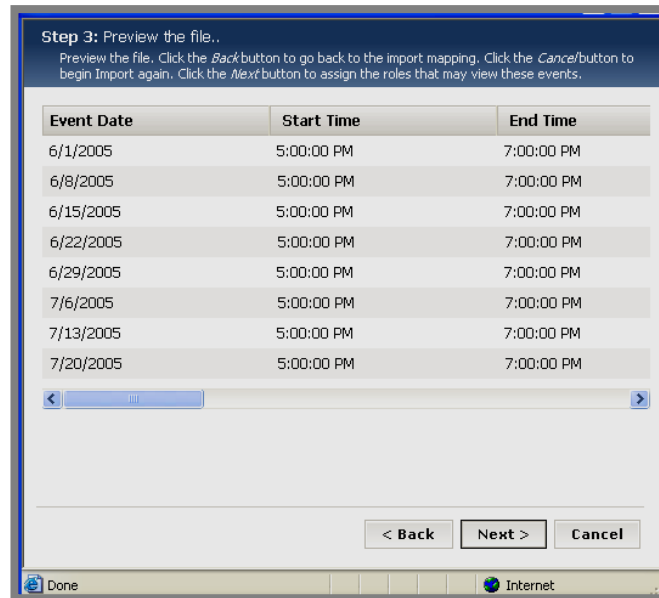 Step 3: Preview the file..
Preview the file. Click the Back button to go back to the import mapping. Click the Cancel button to
begin Import again. Click the Next button to assign the roles that may view these events.
Event Date Start Time End Time
6/1/2005 5:00:00 PM 7:00:00 PM
6/8/2005 5:00:00 PM 7:00:00 PM
6/15/2005 5:00:00 PM 7:00:00 PM
6/22/2005 5:00:00 PM 7:00:00 PM
6/29/2005 5:00:00 PM 7:00:00 PM
7/6/2005 5:00:00 PM 7:00:00 PM
7/13/2005 5:00:00 PM 7:00:00 PM
7/20/2005 5:00:00 PM 7:00:00 PM
< Back Next > Cancel
Done Internet